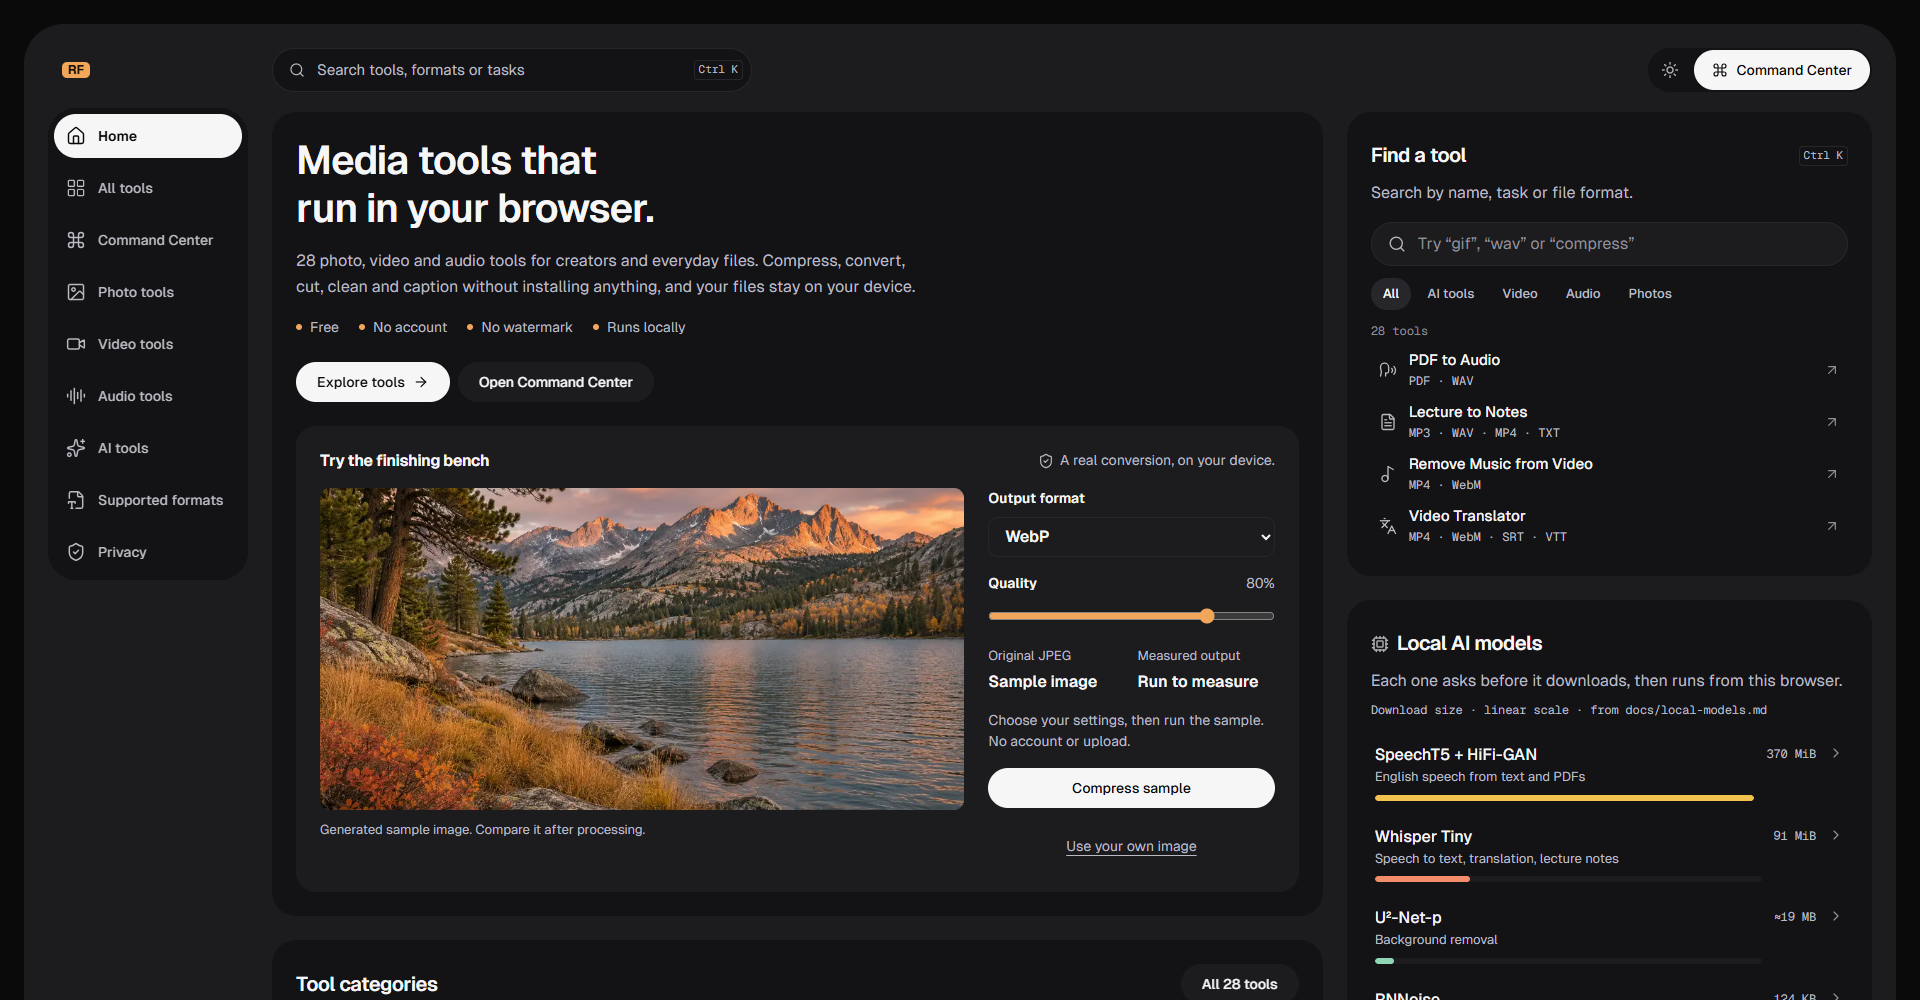 RF
Search tools, formats or tasks
Ctrl K
Command Center
Home
All tools
Command Center
Photo tools
Video tools
Audio tools
AI tools
Supported formats
Privacy
Media tools that
run in your browser.
28 photo, video and audio tools for creators and everyday files. Compress, convert,
cut, clean and caption without installing anything, and your files stay on your device.
Free
No account
No watermark
Runs locally
Explore tools
Open Command Center
Try the finishing bench
A real conversion, on your device.
Output format
WebP
Quality
80%
Original JPEG
Measured output
Sample image
Run to measure
Choose your settings, then run the sample.
No account or upload.
Compress sample
Use your own image
Generated sample image. Compare it after processing.
Tool categories
All 28 tools
Find a tool
Ctrl K
Search by name, task or file format.
Try “gif”, “wav” or “compress”
All
AI tools
Video
Audio
Photos
28 tools
PDF to Audio
PDF · WAV
Lecture to Notes
MP3 · WAV · MP4 · TXT
Remove Music from Video
MP4 · WebM
Video Translator
MP4 · WebM · SRT · VTT
Local AI models
Each one asks before it downloads, then runs from this browser.
Download size · linear scale · from docs/local-models.md
SpeechT5 + HiFi-GAN
370 MiB
English speech from text and PDFs
Whisper Tiny
91 MiB
Speech to text, translation, lecture notes
U²-Net-p
≈19 MB
Background removal
RNNoise
124 KB